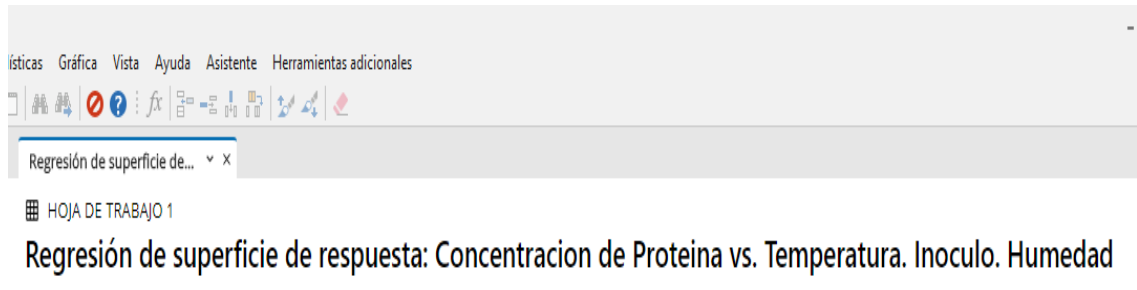 ísticas Gráfica Vista Ayuda Asistente Herramientas adicionales
fx
Regresión de superficie de...
HOJA DE TRABAJO 1
Regresión de superficie de respuesta: Concentracion de Proteina vs. Temperatura. Inoculo. Humedad